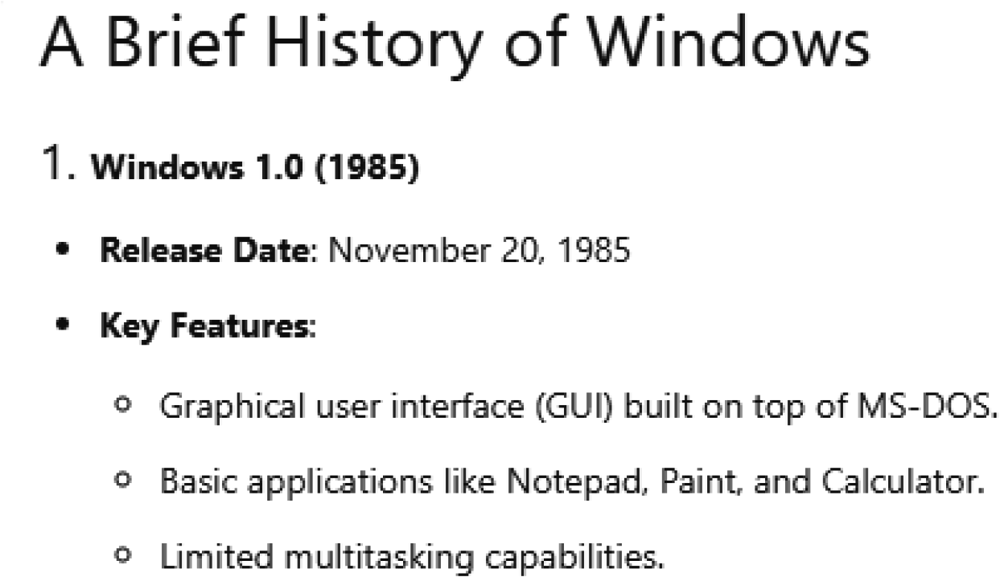 A Brief History of Windows
1. Windows 1.0 (1985)
• Release Date: November 20, 1985
• Key Features:
○ Graphical user interface (GUI) built on top of MS-DOS.
○ Basic applications like Notepad, Paint, and Calculator.
○ Limited multitasking capabilities.